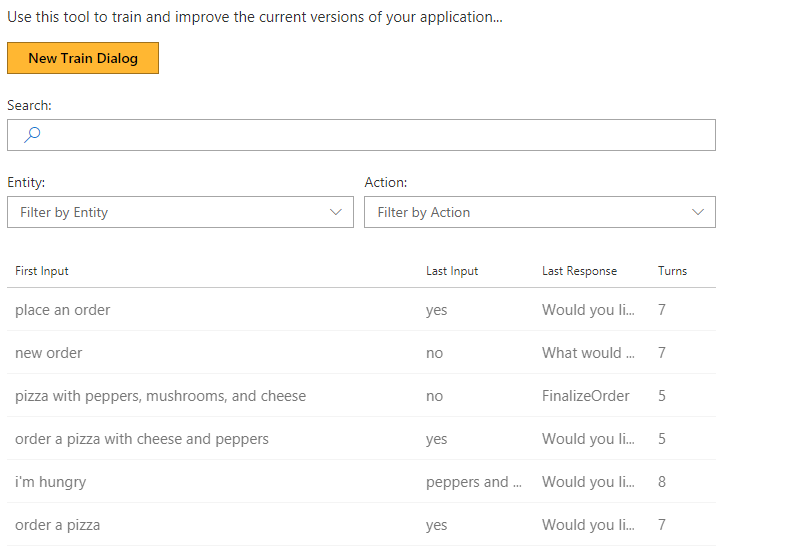 Use this tool to train and improve the current versions of your application...
New Train Dialog
Search:
Entity: Action:
Filter by Entity Filter by Action
First Input Last Input Last Response Turns
place an order yes Would you li... 7
new order no What would ... 7
pizza with peppers, mushrooms, and cheese no FinalizeOrder 5
order a pizza with cheese and peppers yes Would you li... 5
i'm hungry peppers and ... Would you li... 8
order a pizza yes Would you li... 7